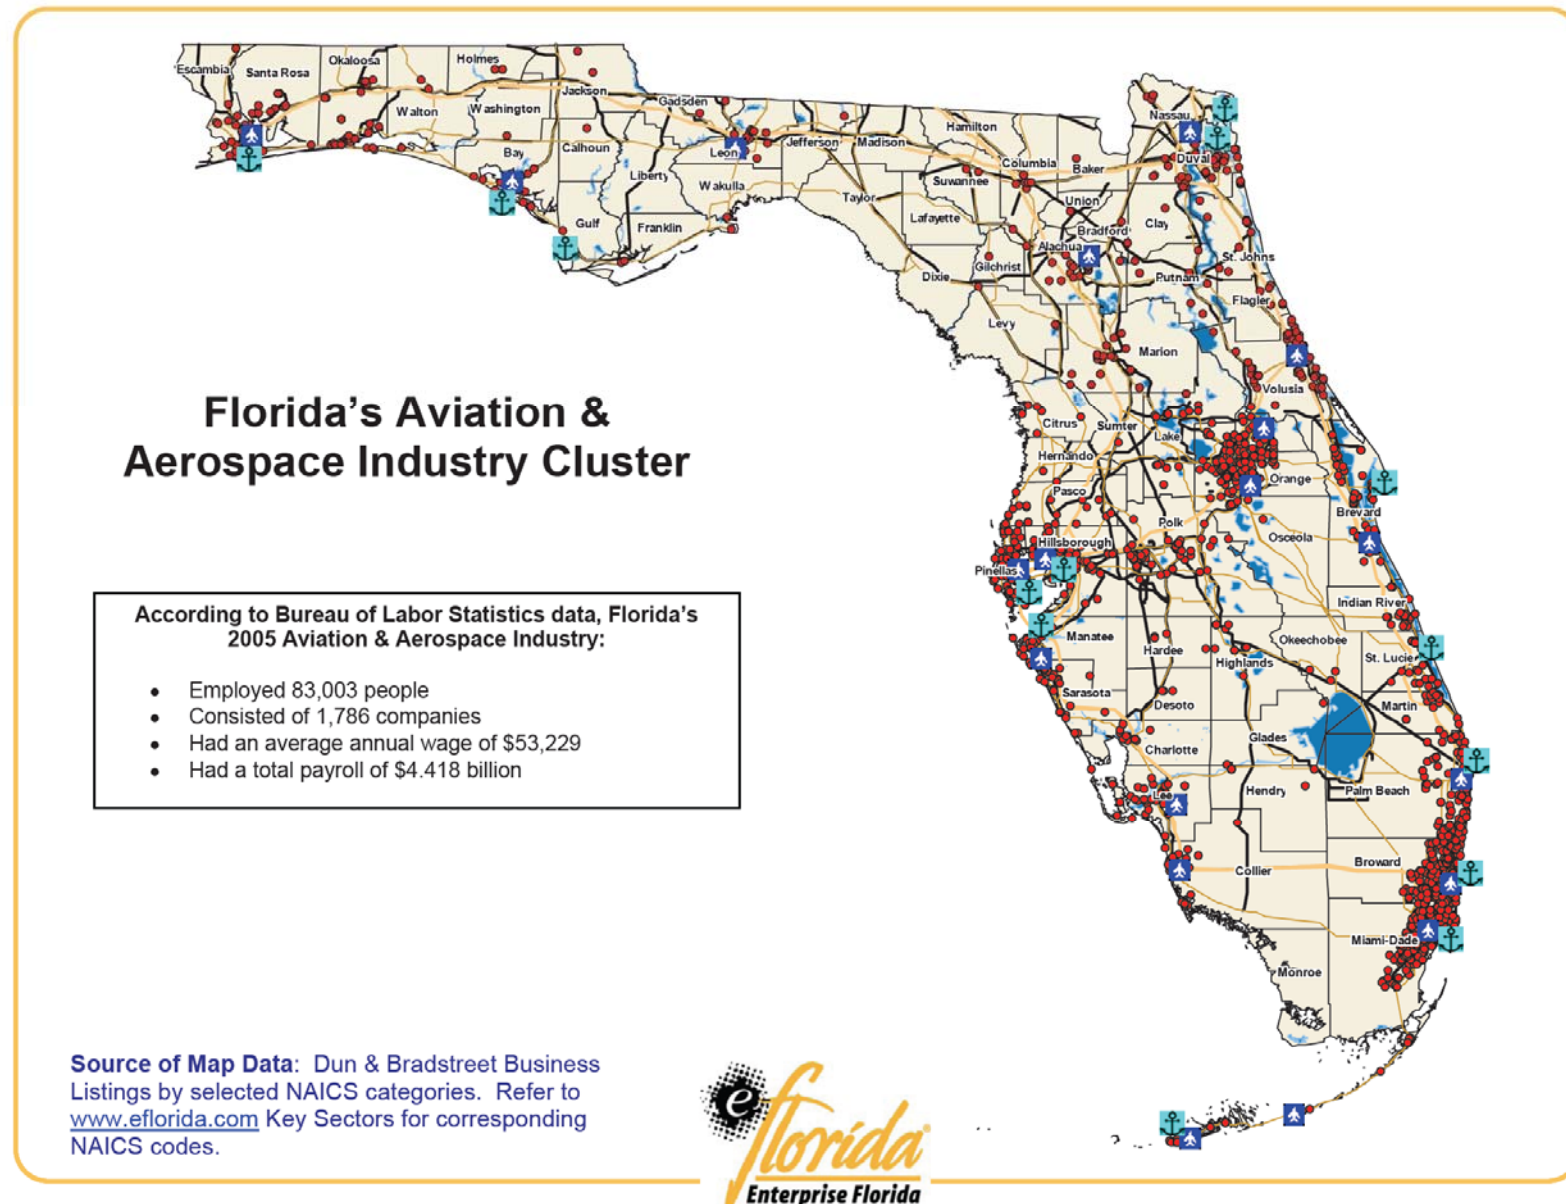 Escambia
Santa Rosa
Okaloosa
Holmes
Walton
Washington
Jackson
Bay
Calhoun
Gulf
Liberty
Gadsden
Leon
Wakulla
Franklin
Jefferson
Madison
Taylor
Hamilton
Suwannee
Lafayette
Dixie
Columbia
Baker
Union
Bradford
Alachua
Gilchrist
Levy
Nassau
Duval
Clay
St. Johns
Putnam
Flagler
Marion
Volusia
Citrus
Sumter
Lake
Hernando
Orange
Pasco
Brevard
Polk
Hillsborough
Osceola
Pinellas
Indian River
Manatee
Hardee
Okeechobee
Highlands
St. Lucie
Sarasota
Desoto
Martin
Charlotte
Glades
Lee
Hendry
Palm Beach
Collier
Broward
Miami-Dade
Monroe
Florida's Aviation &
Aerospace Industry Cluster
According to Bureau of Labor Statistics data, Florida's
2005 Aviation & Aerospace Industry:
• Employed 83,003 people
• Consisted of 1,786 companies
• Had an average annual wage of $53,229
• Had a total payroll of $4.418 billion
Source of Map Data: Dun & Bradstreet Business
Listings by selected NAICS categories. Refer to
www.eflorida.com Key Sectors for corresponding
NAICS codes.
e
florida®
Enterprise Florida